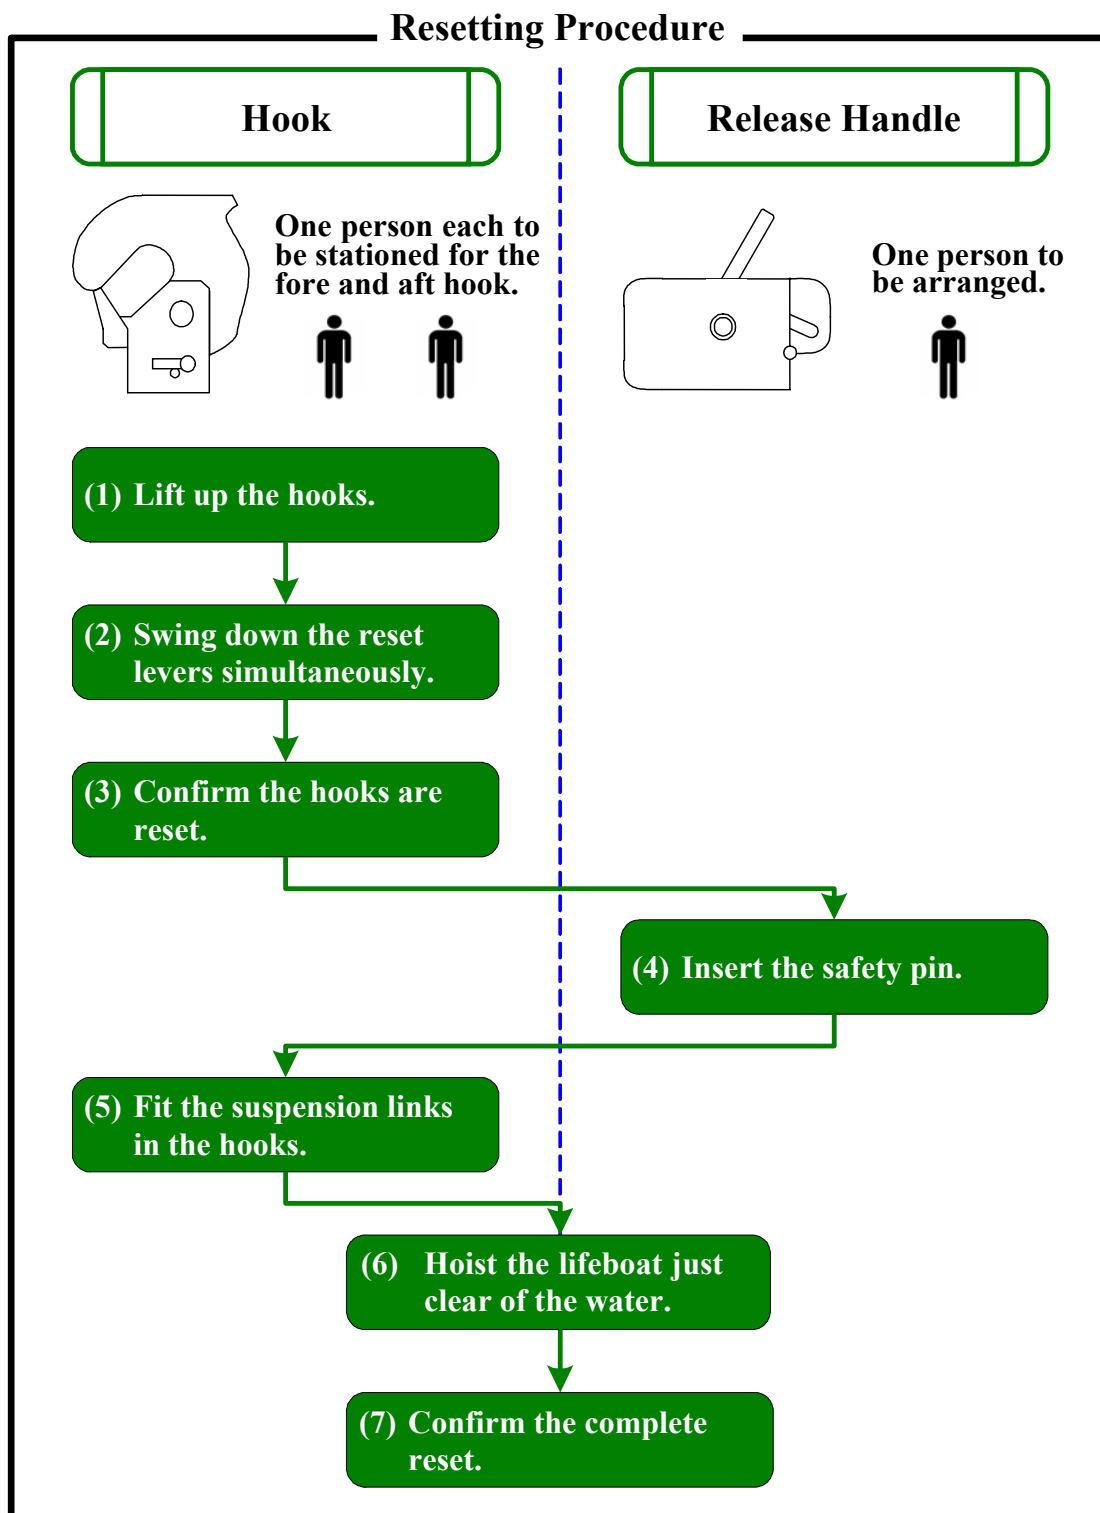 Resetting Procedure
Hook
Release Handle
One person each to
be stationed for the
fore and aft hook.
One person to
be arranged.
(1) Lift up the hooks.
(2) Swing down the reset
levers simultaneously.
(3) Confirm the hooks are
reset.
(4) Insert the safety pin.
(5) Fit the suspension links
in the hooks.
(6) Hoist the lifeboat just
clear of the water.
(7) Confirm the complete
reset.